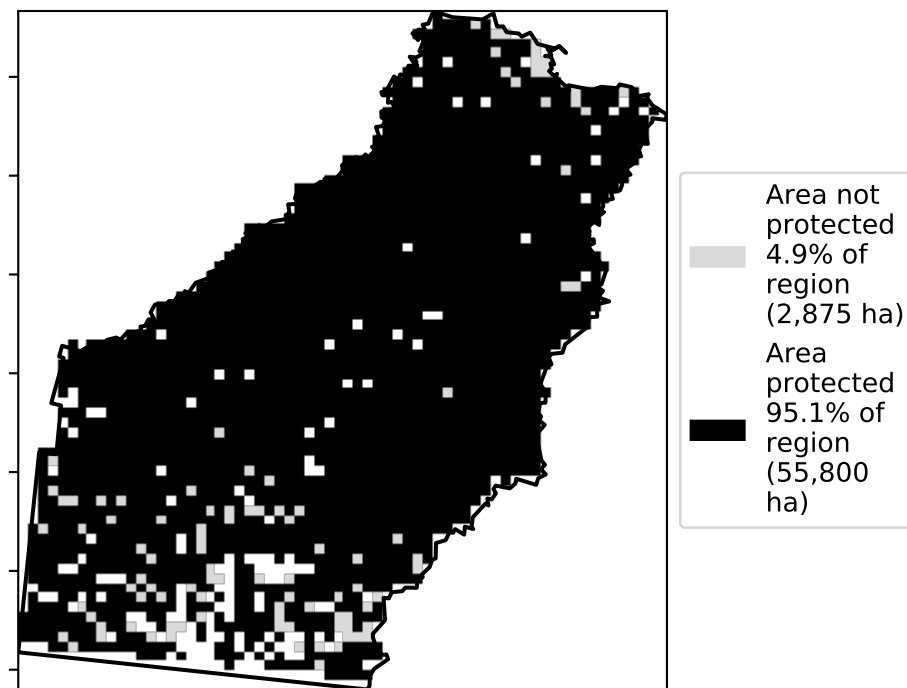 Area not
protected
4.9% of
region
(2,875 ha)
Area
protected
95.1% of
region
(55,800
ha)